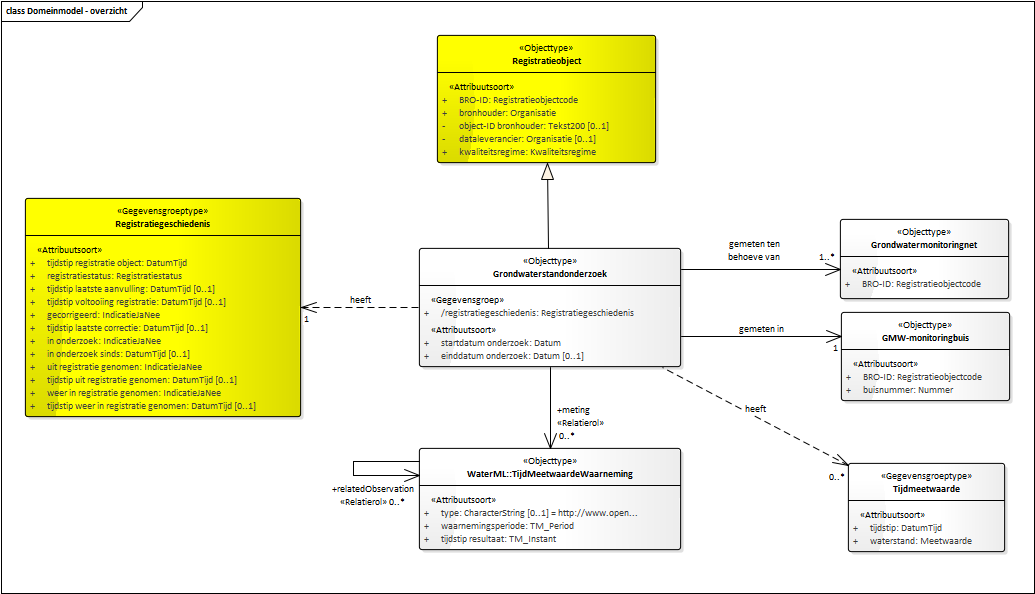 class Domeinmodel - overzicht
«Objecttype»
Registratieobject
«Attribuutsoort»
+ BRO-ID: Registratieobjectcode
+ bronhouder: Organisatie
- object-ID bronhouder: Tekst200 [0..1]
- dataleverancier: Organisatie [0..1]
+ kwaliteitsregime: Kwaliteitsregime
«Gegevensgroeptype»
Registratiegeschiedenis
«Attribuutsoort»
+ tijdstip registratie object: DatumTijd
+ registratiestatus: Registratiestatus
+ tijdstip laatste aanvulling: DatumTijd [0..1]
+ tijdstip voltooiing registratie: DatumTijd [0..1]
+ gecorrigeerd: IndicatieJaNee
+ tijdstip laatste correctie: DatumTijd [0..1]
+ in onderzoek: IndicatieJaNee
+ in onderzoek sinds: DatumTijd [0..1]
+ uit registratie genomen: IndicatieJaNee
+ tijdstip uit registratie genomen: DatumTijd [0..1]
+ weer in registratie genomen: IndicatieJaNee
+ tijdstip weer in registratie genomen: DatumTijd [0..1]
heeft
1
«Objecttype»
Grondwaterstandonderzoek
«Gegevensgroep»
+ /registratiegeschiedenis: Registratiegeschiedenis
«Attribuutsoort»
+ startdatum onderzoek: Datum
+ einddatum onderzoek: Datum [0..1]
gemeten ten
behoeve van
1..*
«Objecttype»
Grondwatermonitoringnet
«Attribuutsoort»
+ BRO-ID: Registratieobjectcode
gemeten in
1
«Objecttype»
GMW-monitoringbuis
«Attribuutsoort»
+ BRO-ID: Registratieobjectcode
+ buisnummer: Nummer
+meting
«Relatierol»
0..*
heeft
0..*
«Objecttype»
WaterML::TijdMeetwaardeWaarneming
«Attribuutsoort»
+ type: CharacterString [0..1] = http://www.open...
+ waarnemingsperiode: TM_Period
+ tijdstip resultaat: TM_Instant
+relatedObservation
«Relatierol» 0..*
«Gegevensgroeptype»
Tijdmeetwaarde
«Attribuutsoort»
+ tijdstip: DatumTijd
+ waterstand: Meetwaarde